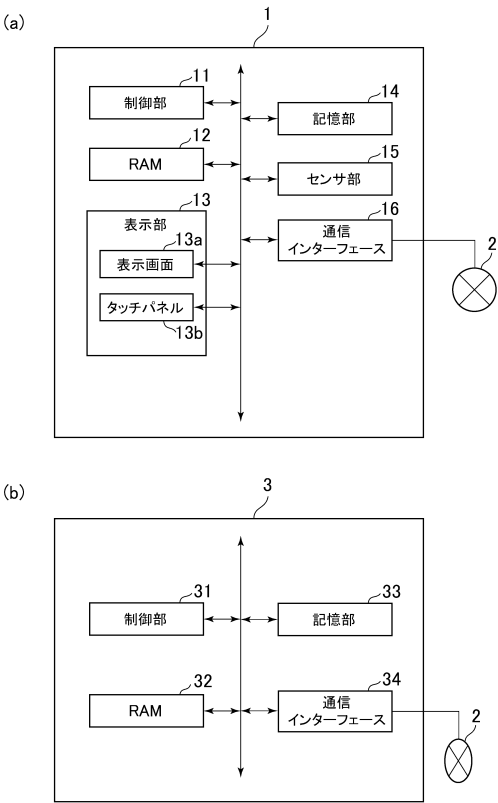 (a)
1
11
制御部
14
記憶部
12
RAM
15
センサ部
13
表示部
13a
表示画面
タッチパネル
13b
16
通信
インターフェース
2
(b)
3
31
制御部
33
記憶部
32
RAM
34
通信
インターフェース
2